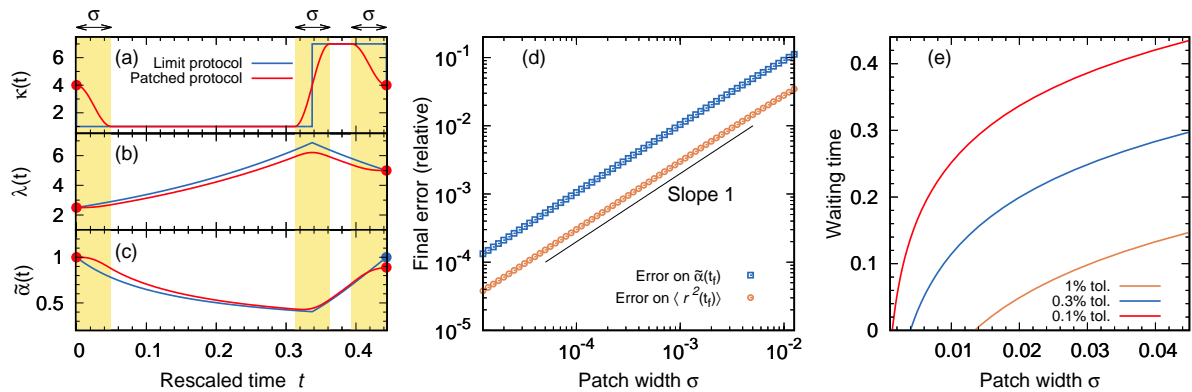 σ σ σ
(a)
Limit protocol
Patched protocol
κ(t)
6
4
2
(b)
λ(t)
6
4
2
(c)
α̃(t)
1
0.5
0 0.1 0.2 0.3 0.4
Rescaled time t
(d)
Final error (relative)
10⁻¹
10⁻²
10⁻³
10⁻⁴
10⁻⁵
Slope 1
Error on α̃(t_f)
Error on ⟨ r²(t_f)⟩
10⁻⁴ 10⁻³ 10⁻²
Patch width σ
(e)
Waiting time
0.4
0.3
0.2
0.1
0
1% tol.
0.3% tol.
0.1% tol.
0.01 0.02 0.03 0.04
Patch width σ